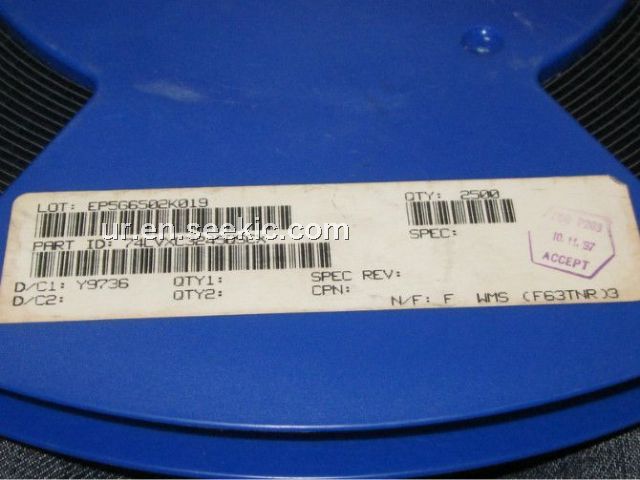 LOT: EP5G6502K019
QTY: 2500
PART ID:
SPEC:
ur.en.seekic.com
10.11.'97
ACCEPT
D/C1: Y9736 QTY1: SPEC REV:
D/C2: QTY2: CPN:
N/F: F WMS (F63TNR)3